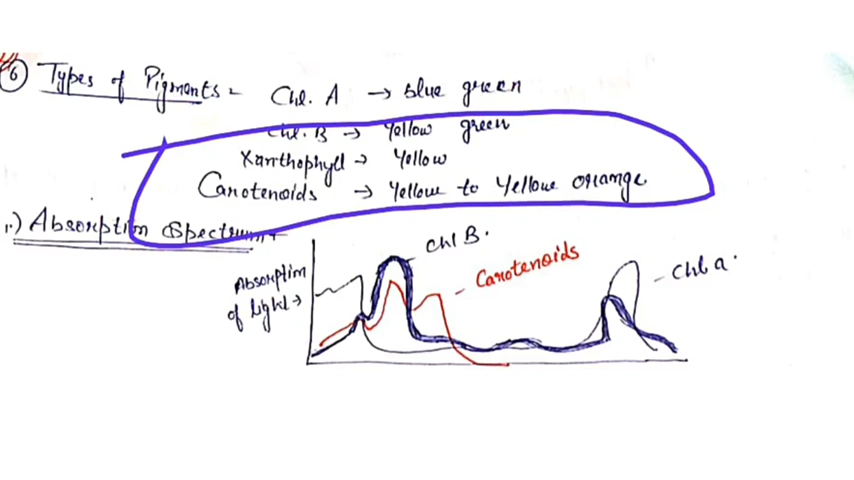 6 Types of Pigments - Chl. A → blue green
Chl. B → Yellow green
Xanthophyll → Yellow
Carotenoids → Yellow to Yellow orange
:) Absorption Spectrum
Absorption of light →
Chl B.
Carotenoids
Chl a.